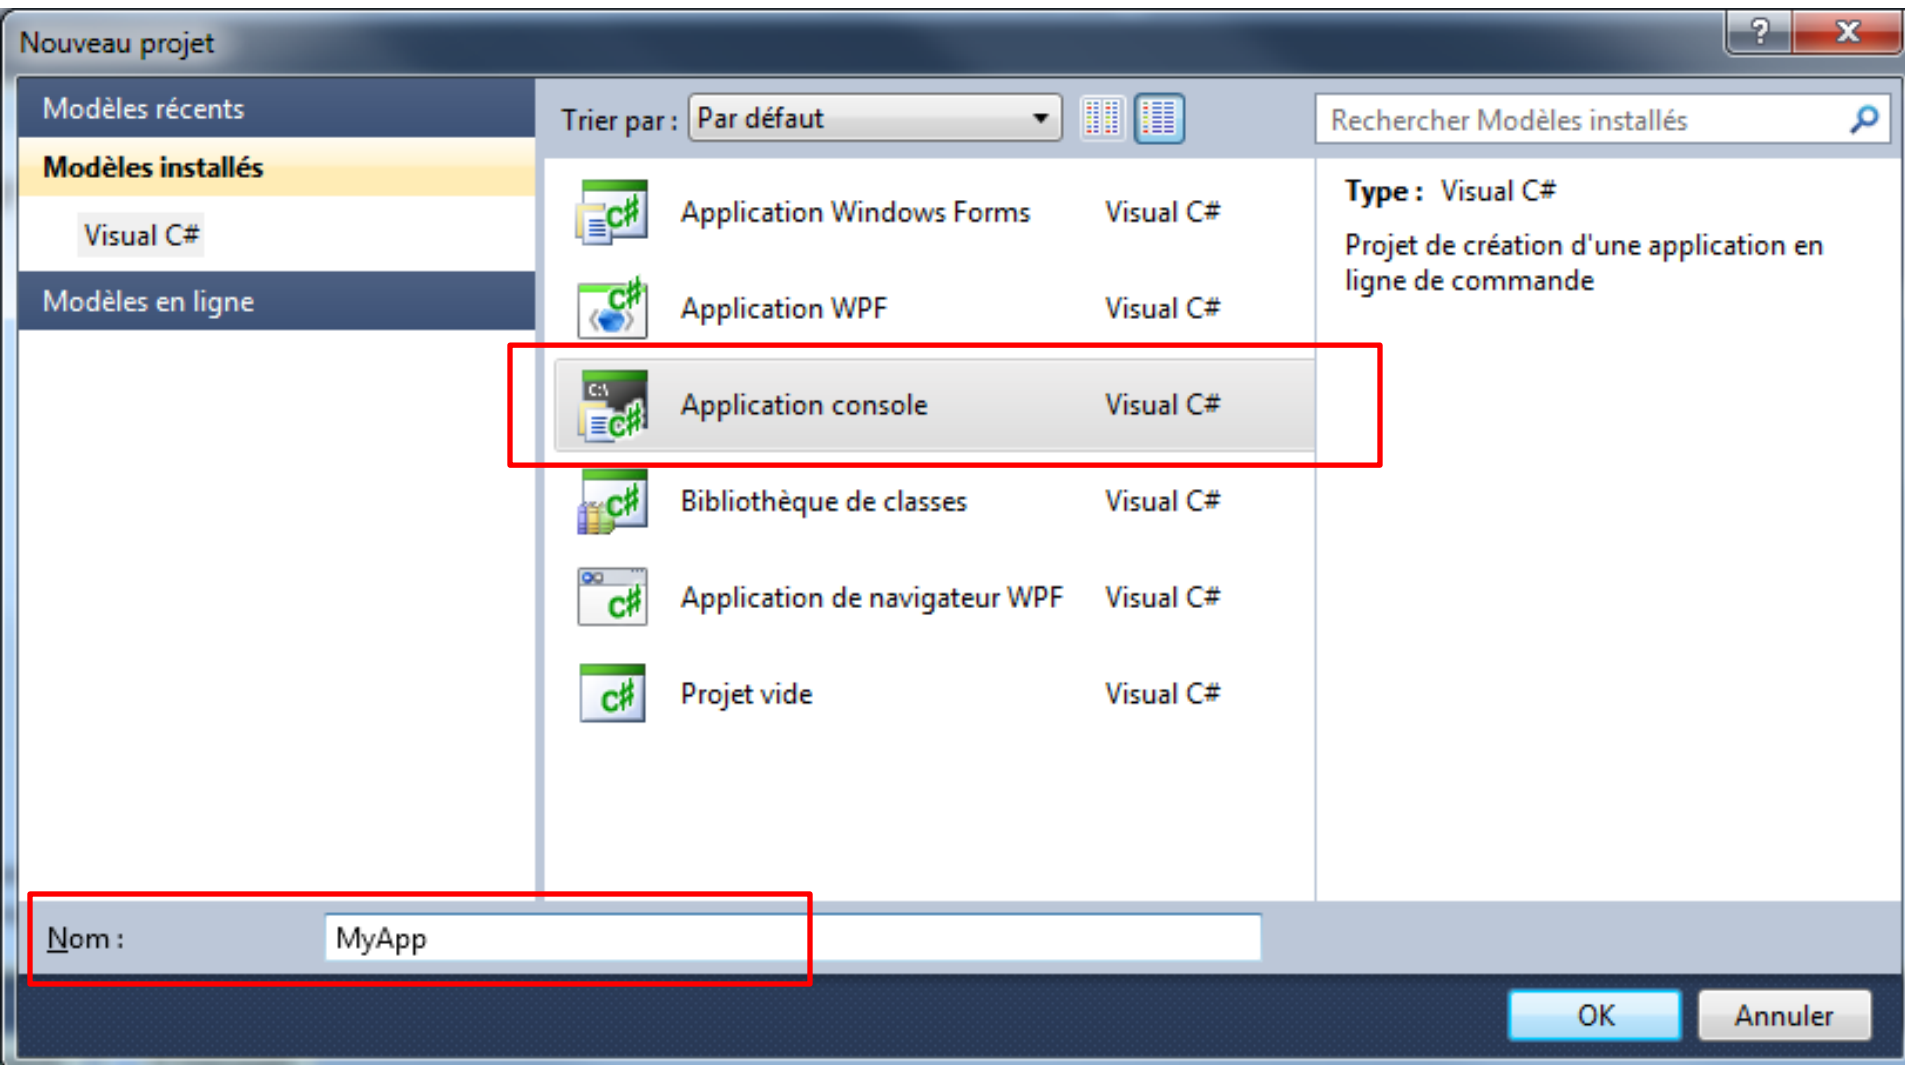 Nouveau projet
?
X
Modèles récents
Modèles installés
Visual C#
Modèles en ligne
Trier par : Par défaut
Rechercher Modèles installés
Application Windows Forms Visual C#
Application WPF Visual C#
C:\ Application console Visual C#
Bibliothèque de classes Visual C#
Application de navigateur WPF Visual C#
Projet vide Visual C#
Type : Visual C#
Projet de création d'une application en
ligne de commande
Nom : MyApp
OK Annuler